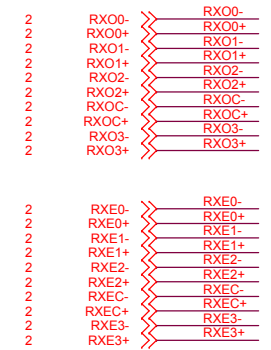 2 RXO0- RXO0-
2 RXO0+ RXO0+
2 RXO1- RXO1-
2 RXO1+ RXO1+
2 RXO2- RXO2-
2 RXO2+ RXO2+
2 RXOC- RXOC-
2 RXOC+ RXOC+
2 RXO3- RXO3-
2 RXO3+ RXO3+
2 RXE0- RXE0-
2 RXE0+ RXE0+
2 RXE1- RXE1-
2 RXE1+ RXE1+
2 RXE2- RXE2-
2 RXE2+ RXE2+
2 RXEC- RXEC-
2 RXEC+ RXEC+
2 RXE3- RXE3-
2 RXE3+ RXE3+